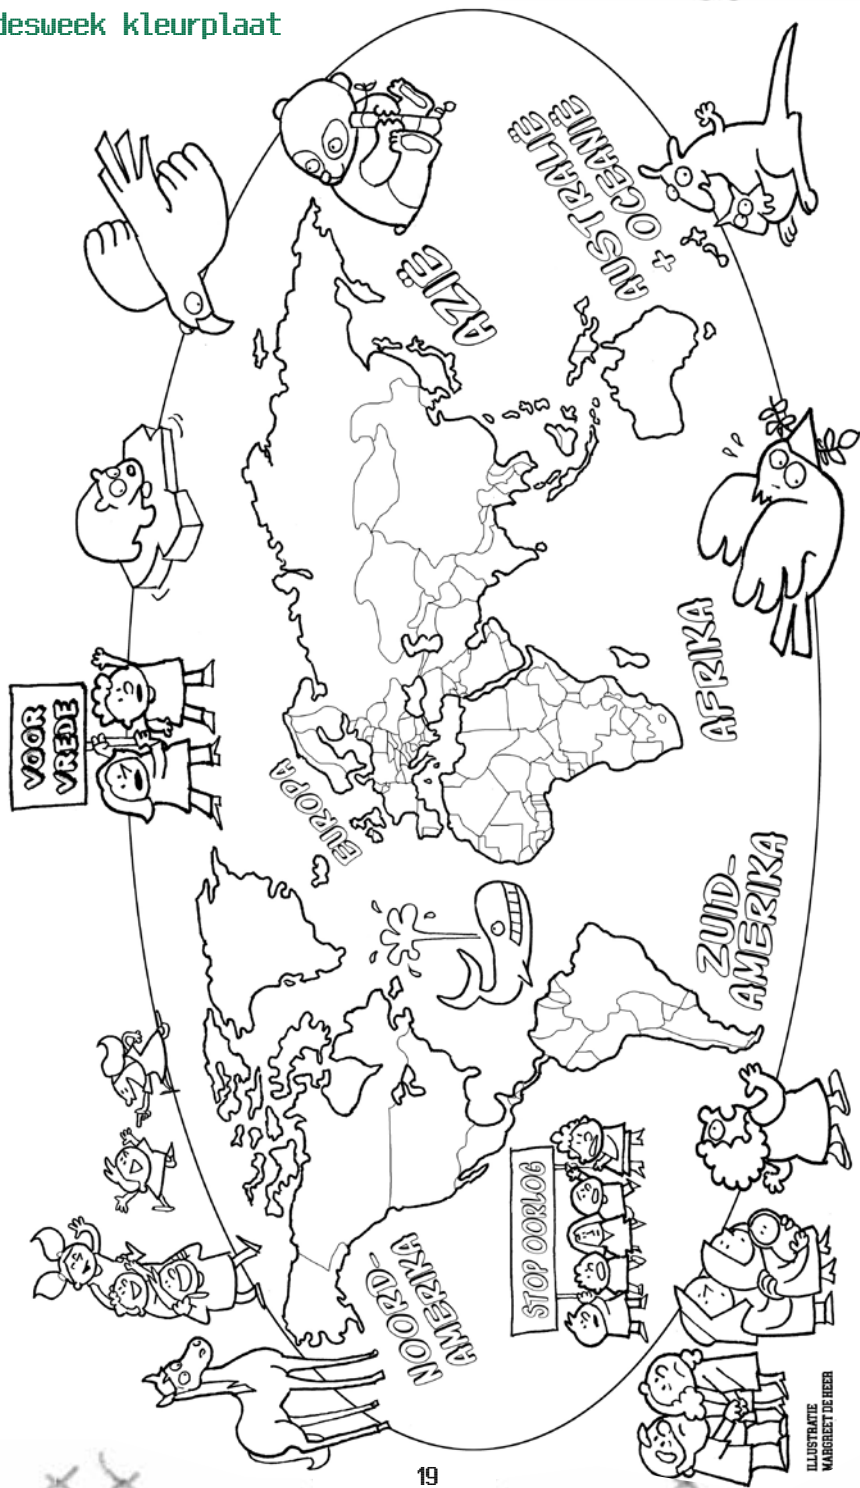 desweek kleurplaat
VOOR
VREDE
EUROPA
AZIË
AUSTRALIË
+ OCEANIË
AFRIKA
ZUID-
AMERIKA
NOORD-
AMERIKA
STOP OORLOG
ILLUSTRATIE
MARGREET DE HEER
19